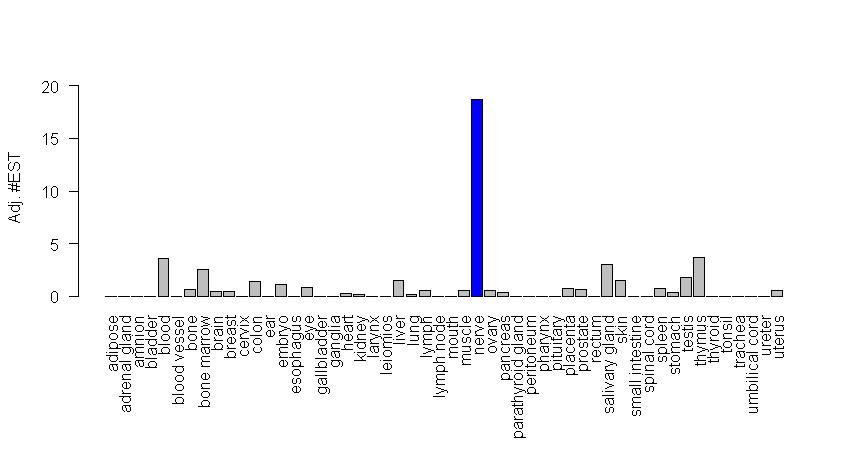 Adj. #EST
20
15
10
5
0
adipose
adrenal gland
amnion
bladder
blood
blood vessel
bone
bone marrow
brain
breast
cervix
colon
ear
embryo
esophagus
eye
gallbladder
ganglia
heart
kidney
larynx
leiomios
liver
lung
lymph
lymph node
mouth
muscle
nerve
ovary
pancreas
parathyroid gland
peritoneum
pharynx
pituitary
placenta
prostate
rectum
salivary gland
skin
small intestine
spinal cord
spleen
stomach
testis
thymus
thyroid
tonsil
trachea
umbilical cord
ureter
uterus